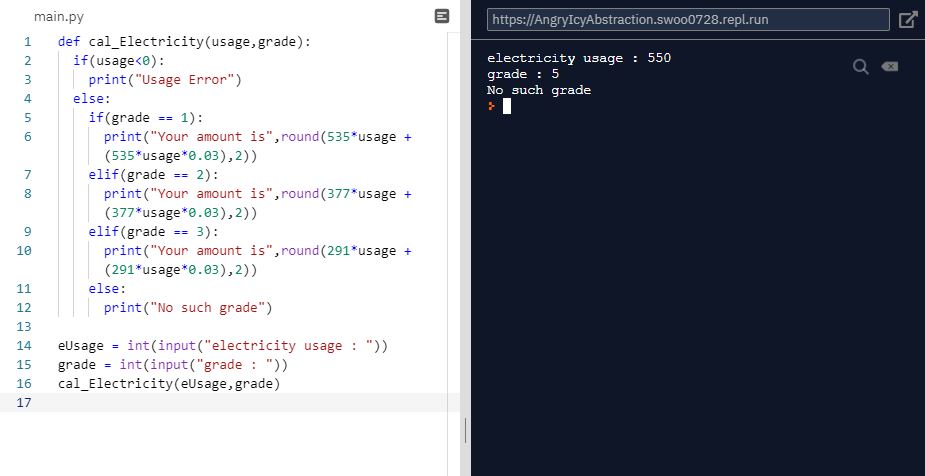 main.py
https://AngryIcyAbstraction.swoo0728.repl.run
1 def cal_Electricity(usage,grade):
2 if(usage<0):
3 print("Usage Error")
4 else:
5 if(grade == 1):
6 print("Your amount is",round(535*usage +
(535*usage*0.03),2))
7 elif(grade == 2):
8 print("Your amount is",round(377*usage +
(377*usage*0.03),2))
9 elif(grade == 3):
10 print("Your amount is",round(291*usage +
(291*usage*0.03),2))
11 else:
12 print("No such grade")
13
14 eUsage = int(input("electricity usage : "))
15 grade = int(input("grade : "))
16 cal_Electricity(eUsage,grade)
17
electricity usage : 550
grade : 5
No such grade
>